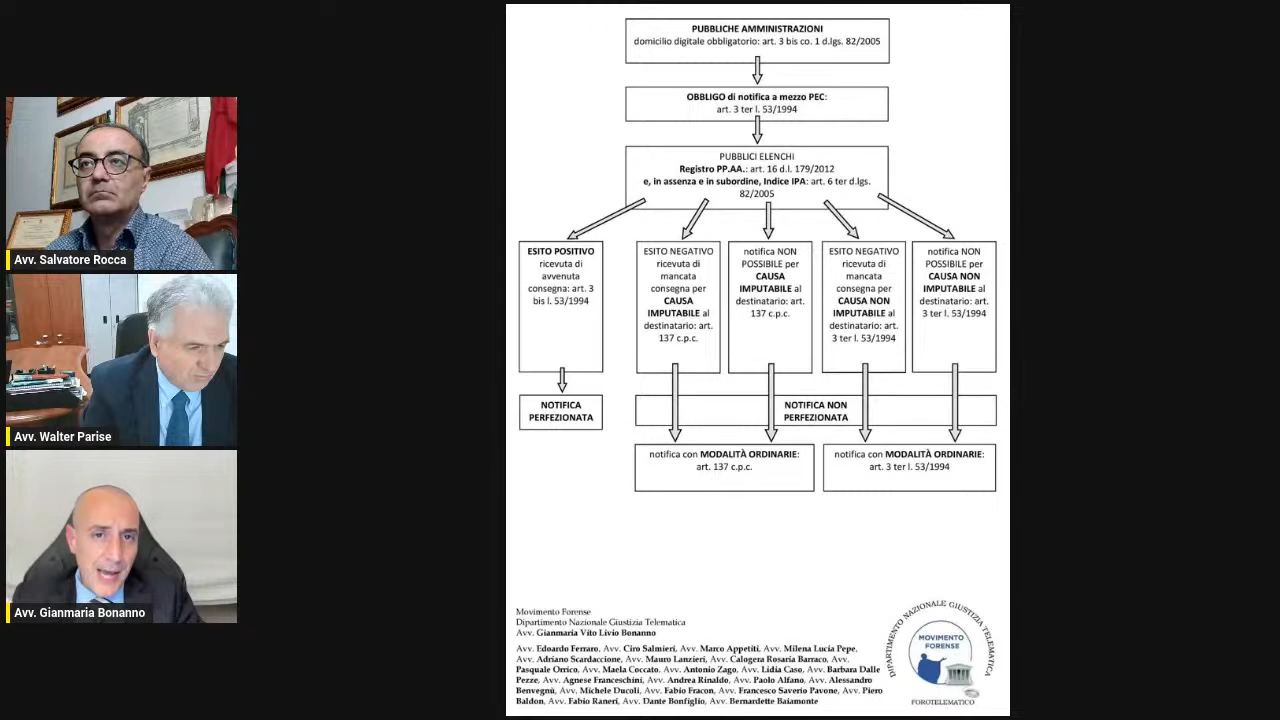 Avv. Salvatore Rocca
Avv. Walter Parise
Avv. Gianmaria Bonanno
PUBBLICHE AMMINISTRAZIONI
domicilio digitale obbligatorio: art. 3 bis co. 1 d.lgs. 82/2005
OBBLIGO di notifica a mezzo PEC:
art. 3 ter l. 53/1994
PUBBLICI ELENCHI
Registro PP.AA.: art. 16 d.l. 179/2012
e, in assenza e in subordine, Indice IPA: art. 6 ter d.lgs.
82/2005
ESITO POSITIVO
ricevuta di
avvenuta
consegna: art. 3
bis l. 53/1994
ESITO NEGATIVO
ricevuta di
mancata
consegna per
CAUSA
IMPUTABILE al
destinatario: art.
137 c.p.c.
notifica NON
POSSIBILE per
CAUSA
IMPUTABILE al
destinatario: art.
137 c.p.c.
ESITO NEGATIVO
ricevuta di
mancata
consegna per
CAUSA NON
IMPUTABILE al
destinatario: art.
3 ter l. 53/1994
notifica NON
POSSIBILE per
CAUSA NON
IMPUTABILE al
destinatario: art.
3 ter l. 53/1994
NOTIFICA
PERFEZIONATA
NOTIFICA NON
PERFEZIONATA
notifica con MODALITÀ ORDINARIE:
art. 137 c.p.c.
notifica con MODALITÀ ORDINARIE:
art. 3 ter l. 53/1994
Movimento Forense
Dipartimento Nazionale Giustizia Telematica
Avv. Gianmaria Vito Livio Bonanno
Avv. Edoardo Ferraro, Avv. Ciro Salmieri, Avv. Marco Appetiti, Avv. Milena Lucia Pepe,
Avv. Adriano Scardaccione, Avv. Mauro Lanzieri, Avv. Calogera Rosaria Barraco, Avv.
Pasquale Orrico, Avv. Maela Coccato, Avv. Antonio Zago, Avv. Lidia Caso, Avv. Barbara Dalle
Pezze, Avv. Agnese Franceschini, Avv. Andrea Rinaldo, Avv. Paolo Alfano, Avv. Alessandro
Benvegnù, Avv. Michele Ducoli, Avv. Fabio Fracon, Avv. Francesco Saverio Pavone, Avv. Piero
Baldon, Avv. Fabio Raneri, Avv. Dante Bonfiglio, Avv. Bernardette Baiamonte
DIPARTIMENTO NAZIONALE GIUSTIZIA TELEMATICA
MOVIMENTO
FORENSE
FOROTELEMATICO